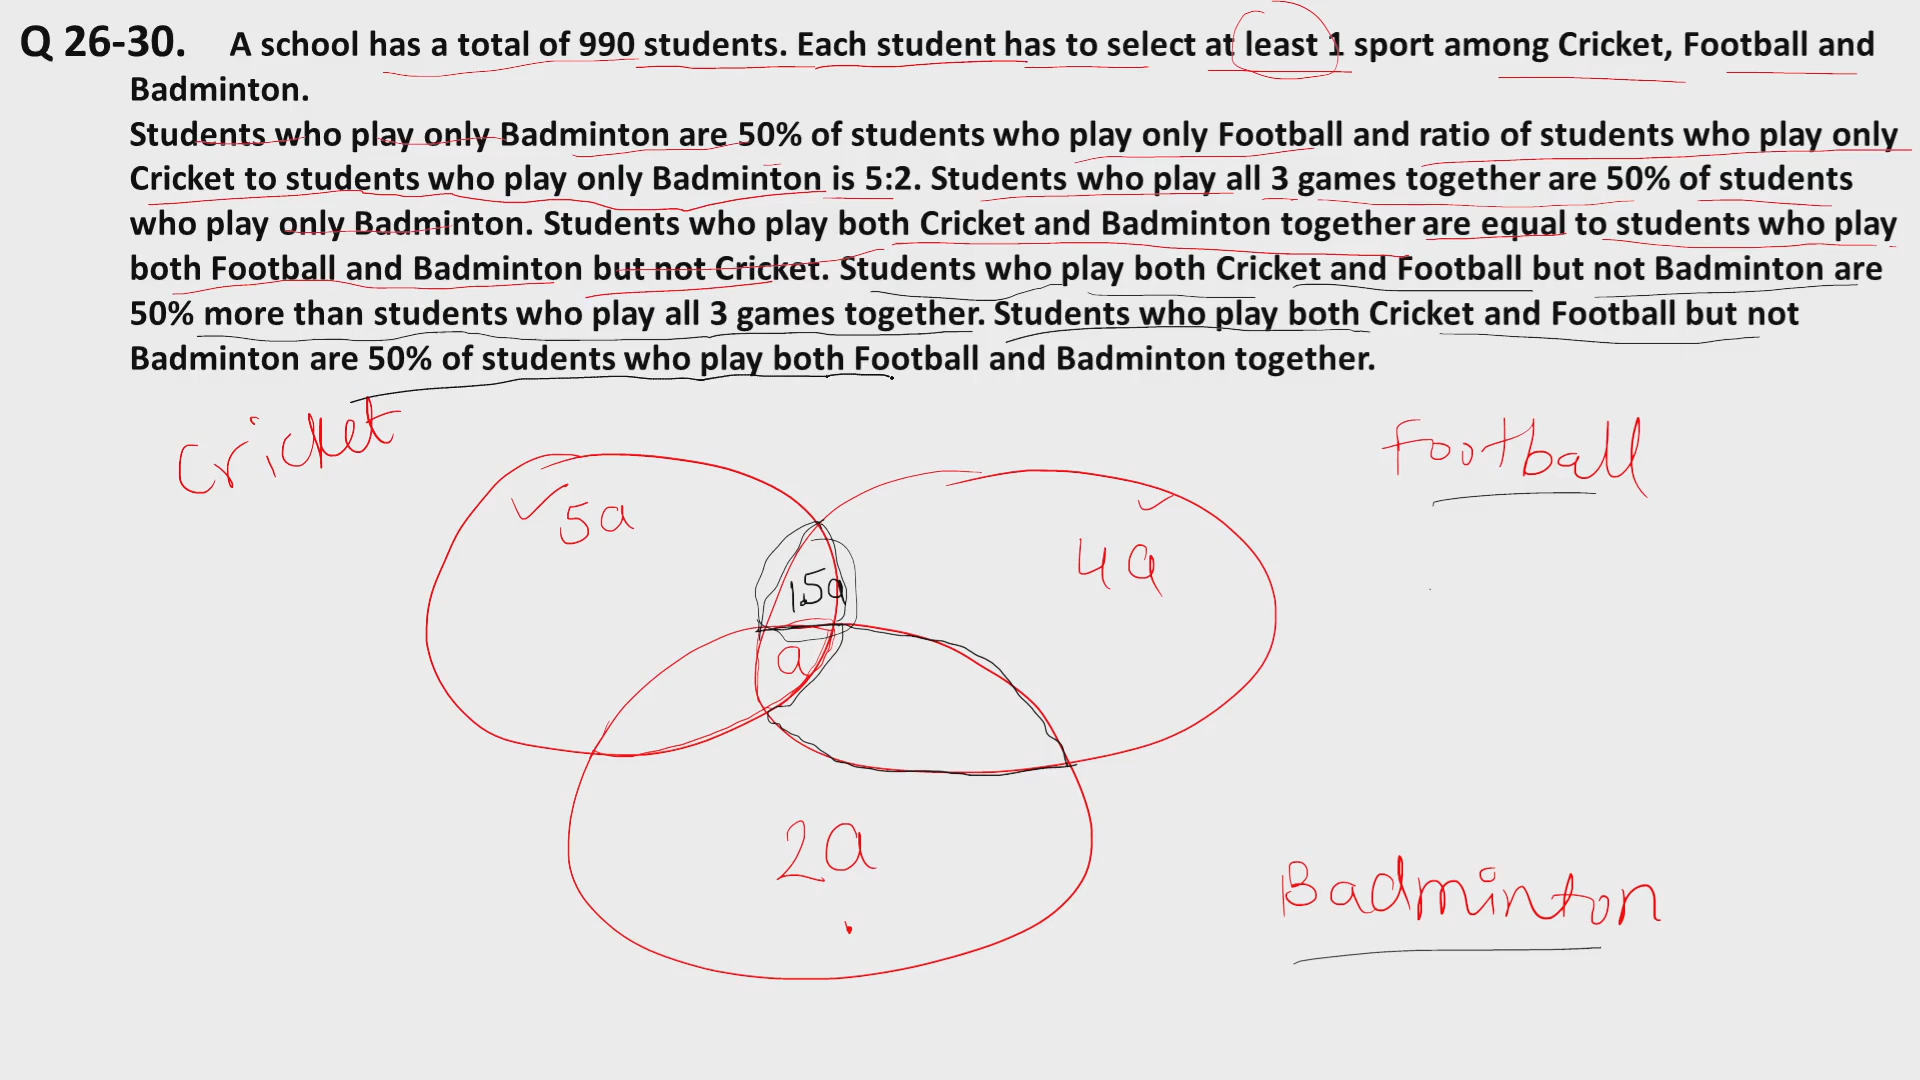 Q 26-30. A school has a total of 990 students. Each student has to select at least 1 sport among Cricket, Football and
Badminton.
Students who play only Badminton are 50% of students who play only Football and ratio of students who play only
Cricket to students who play only Badminton is 5:2. Students who play all 3 games together are 50% of students
who play only Badminton. Students who play both Cricket and Badminton together are equal to students who play
both Football and Badminton but not Cricket. Students who play both Cricket and Football but not Badminton are
50% more than students who play all 3 games together. Students who play both Cricket and Football but not
Badminton are 50% of students who play both Football and Badminton together.
Cricket
Football
5a
4a
1.5a
a
2a
Badminton